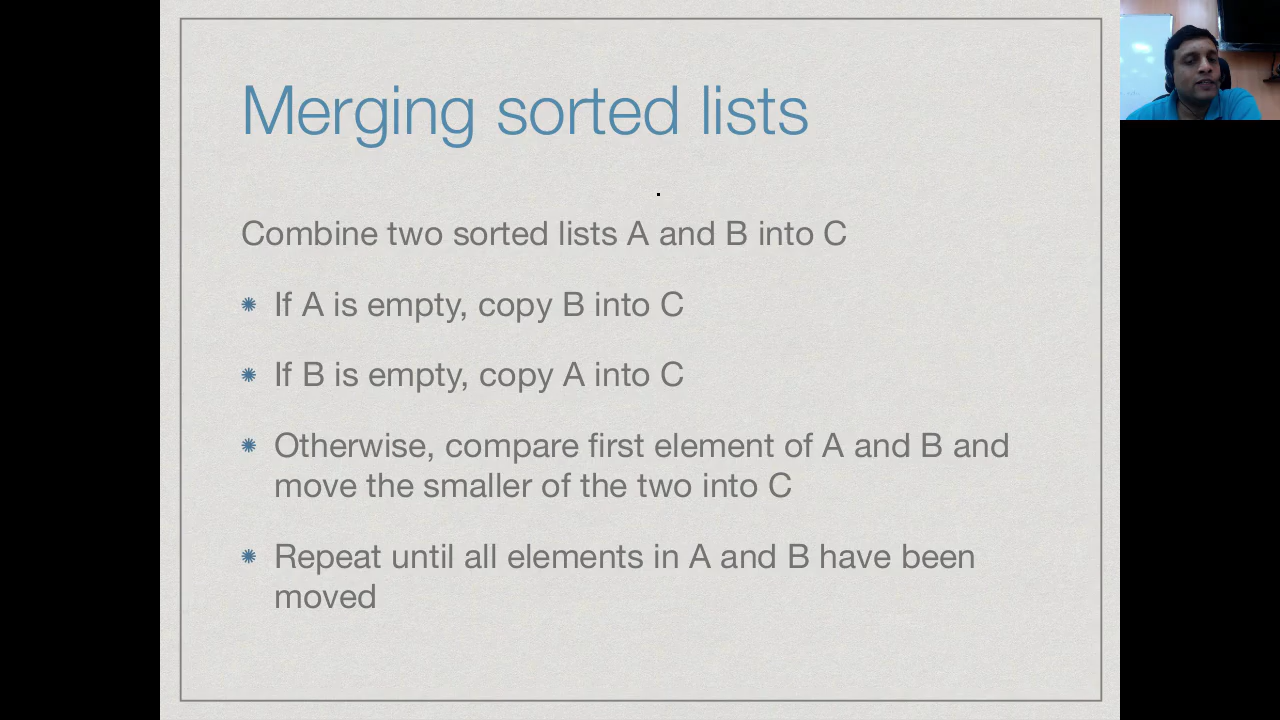 Merging sorted lists
Combine two sorted lists A and B into C
If A is empty, copy B into C
If B is empty, copy A into C
Otherwise, compare first element of A and B and
move the smaller of the two into C
Repeat until all elements in A and B have been
moved